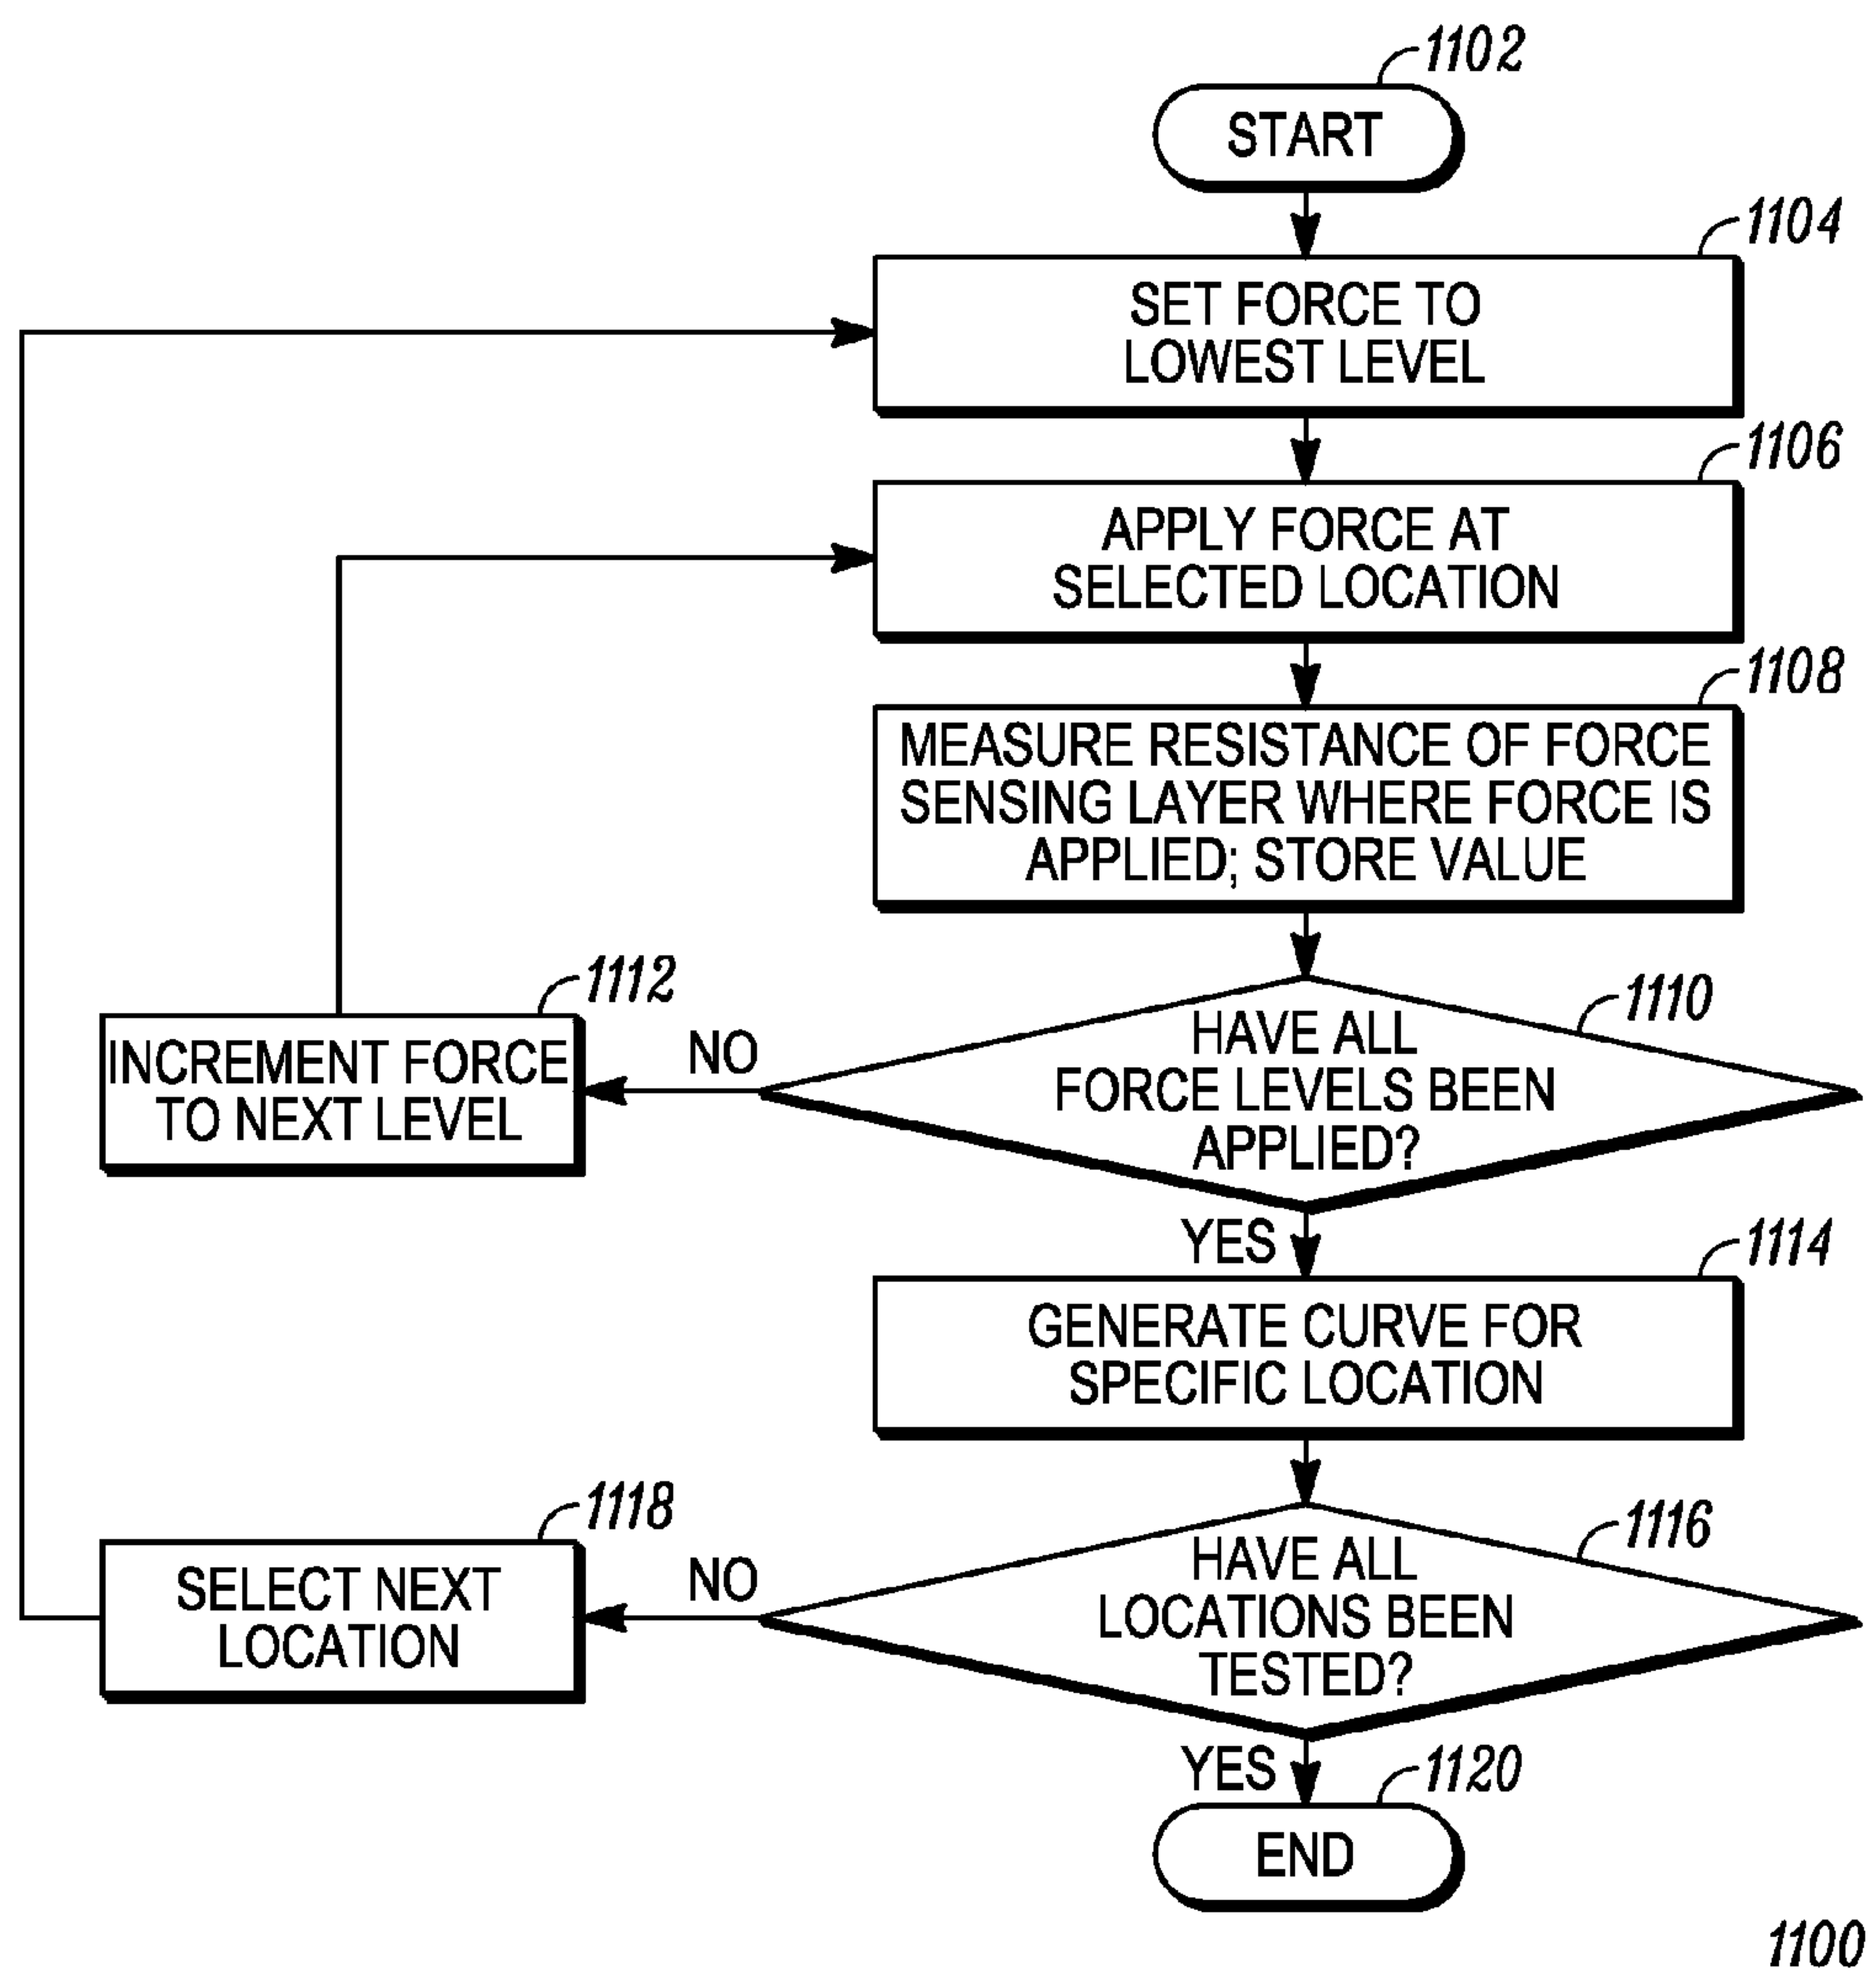 1102
START
1104
SET FORCE TO
LOWEST LEVEL
1106
APPLY FORCE AT
SELECTED LOCATION
1108
MEASURE RESISTANCE OF FORCE
SENSING LAYER WHERE FORCE IS
APPLIED; STORE VALUE
1110
HAVE ALL
FORCE LEVELS BEEN
APPLIED?
NO
1112
INCREMENT FORCE
TO NEXT LEVEL
YES
1114
GENERATE CURVE FOR
SPECIFIC LOCATION
1116
HAVE ALL
LOCATIONS BEEN
TESTED?
NO
1118
SELECT NEXT
LOCATION
YES
1120
END
1100